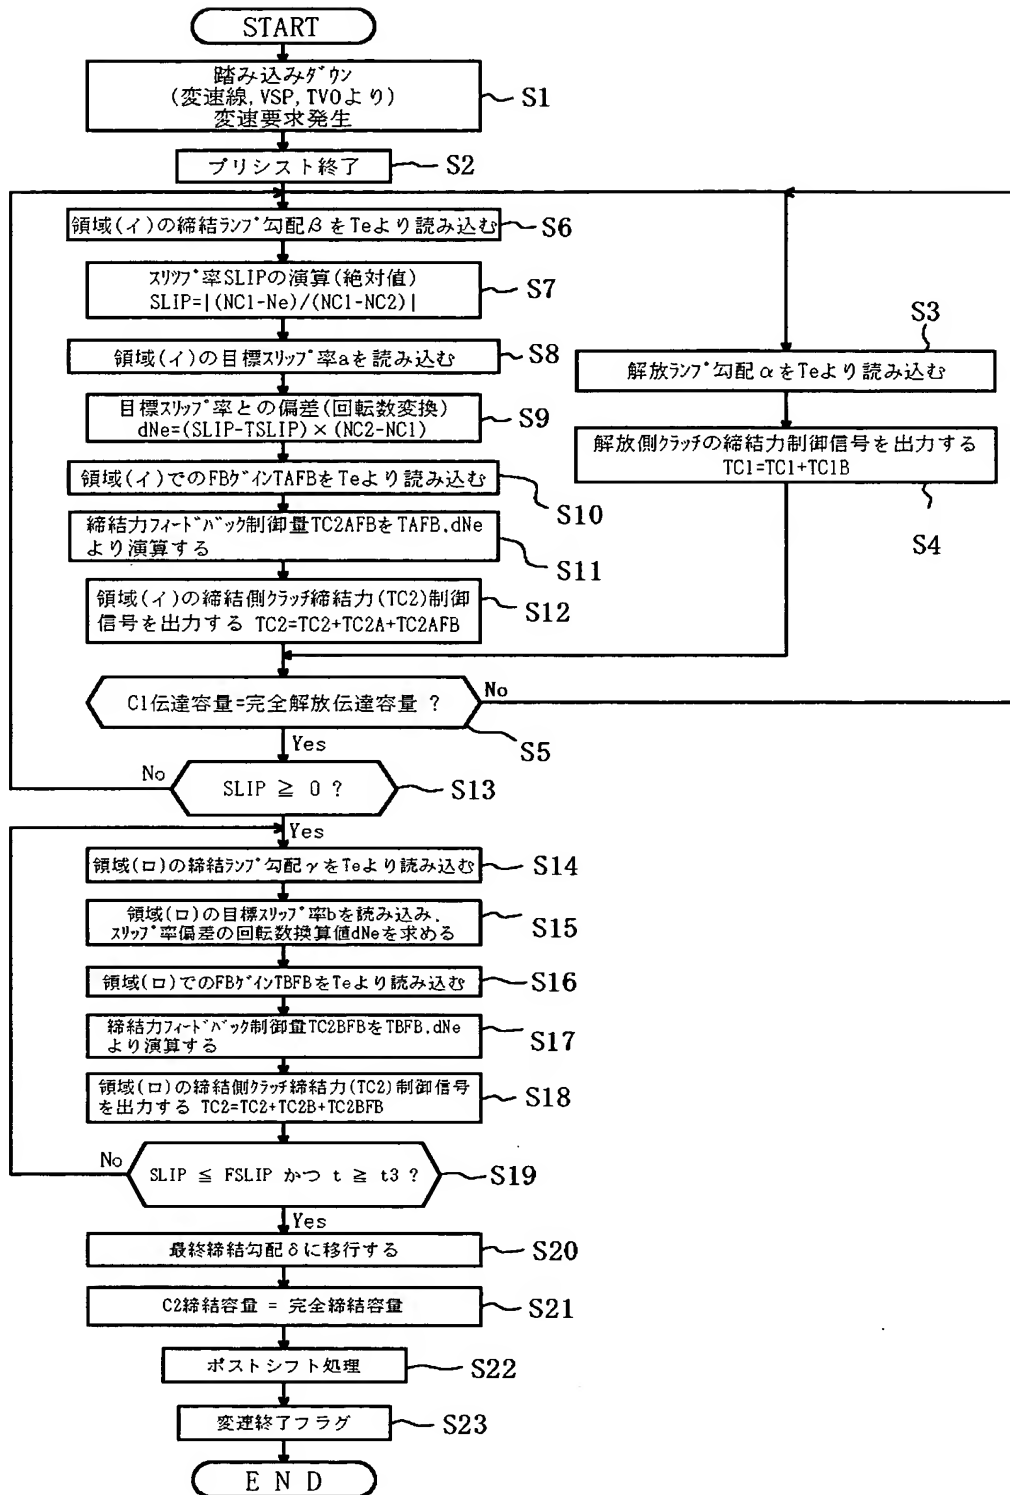 START
踏み込みダウン
(変速線,VSP,TVOより)
変速要求発生
S1
プリシスト終了
S2
領域(イ)の締結ランプ勾配βをTeより読み込む
S6
スリップ率SLIPの演算(絶対値)
SLIP=|(NC1-Ne)/(NC1-NC2)|
S7
領域(イ)の目標スリップ率aを読み込む
S8
目標スリップ率との偏差(回転数変換)
dNe=(SLIP-TSLIP)×(NC2-NC1)
S9
領域(イ)でのFBゲインTAFBをTeより読み込む
S10
締結力フィードバック制御量TC2AFBをTAFB.dNe
より演算する
S11
領域(イ)の締結側クラッチ締結力(TC2)制御
信号を出力する TC2=TC2+TC2A+TC2AFB
S12
S3
解放ランプ勾配αをTeより読み込む
解放側クラッチの締結力制御信号を出力する
TC1=TC1+TC1B
S4
C1伝達容量=完全解放伝達容量 ?
No
S5
Yes
No
SLIP ≧ 0 ?
S13
Yes
領域(ロ)の締結ランプ勾配γをTeより読み込む
S14
領域(ロ)の目標スリップ率bを読み込み.
スリップ率偏差の回転数換算値dNeを求める
S15
領域(ロ)でのFBゲインTBFBをTeより読み込む
S16
締結力フィードバック制御量TC2BFBをTBFB.dNe
より演算する
S17
領域(ロ)の締結側クラッチ締結力(TC2)制御信号
を出力する TC2=TC2+TC2B+TC2BFB
S18
No
SLIP ≦ FSLIP かつ t ≧ t3 ?
S19
Yes
最終締結勾配δに移行する
S20
C2締結容量 = 完全締結容量
S21
ポストシフト処理
S22
変速終了フラグ
S23
END